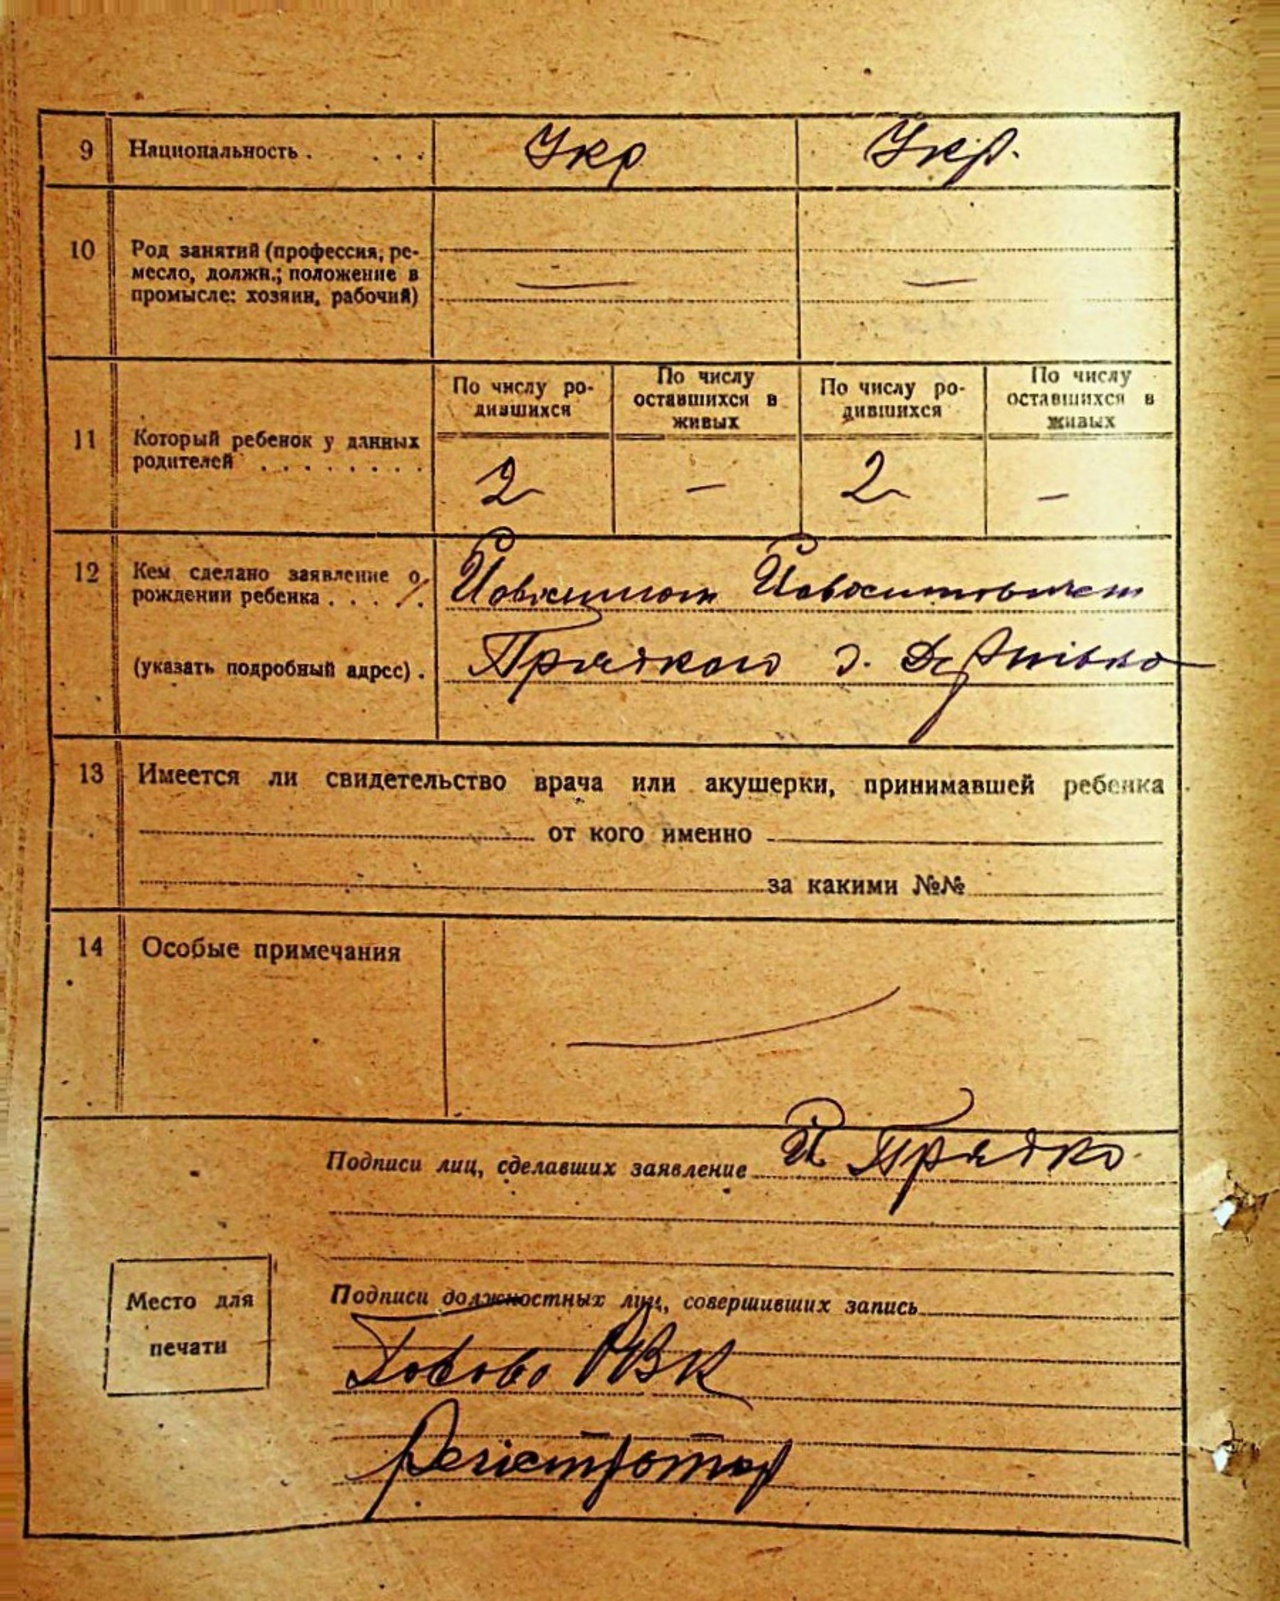 9 Национальность . . . . Укр Укр.
10 Род занятий (профессия, ре-
месло, должн.; положение в
промысле: хозяин, рабочий) — —
11 Который ребенок у данных
родителей . . . . . . . .
По числу ро-
дившихся
По числу
оставшихся в
живых
По числу ро-
дившихся
По числу
оставшихся в
живых
2 — 2 —
12 Кем сделано заявление о
рождении ребенка . . . .
(указать подробный адрес) .
13 Имеется ли свидетельство врача или акушерки, принимавшей ребенка
от кого именно
за какими №№
14 Особые примечания —
Подписи лиц, сделавших заявление Й Прядко
Место для
печати
Подписи должностных лиц, совершивших запись
Голово РВК
Регістратор